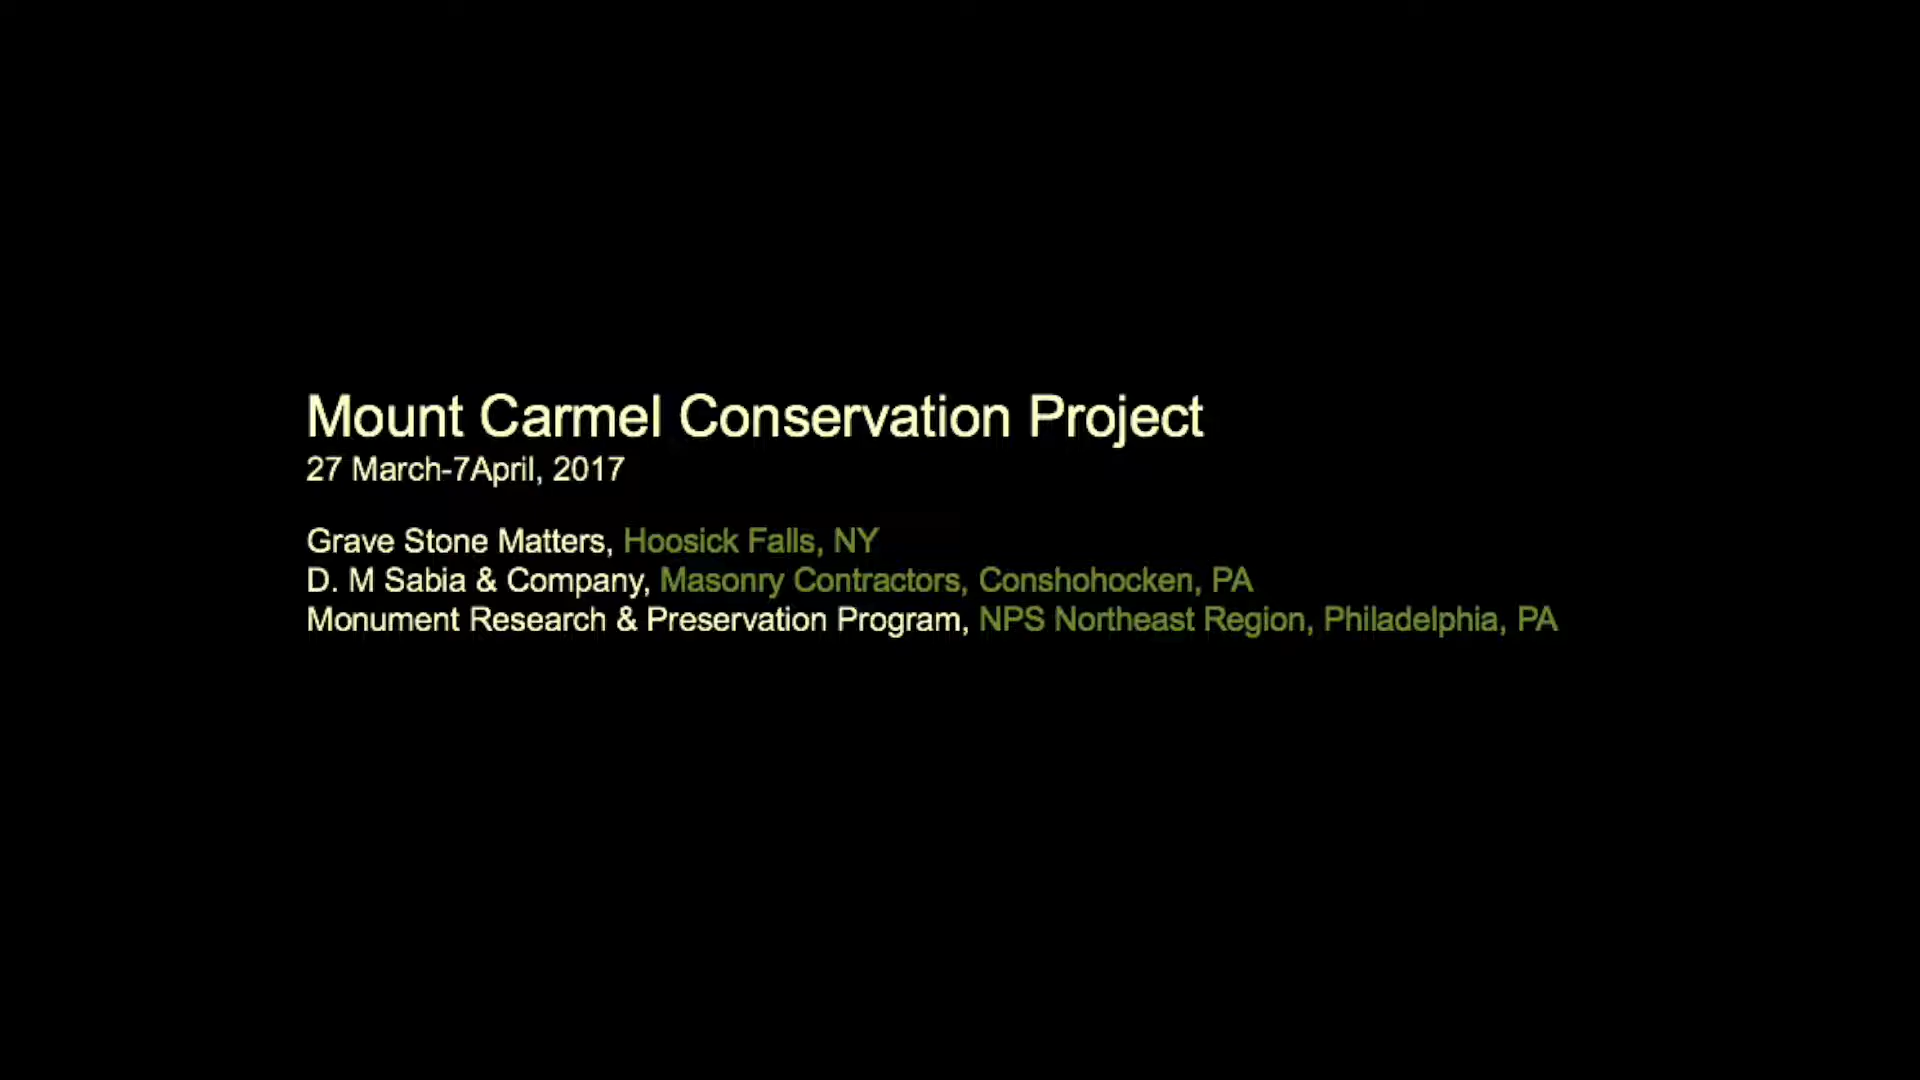 Mount Carmel Conservation Project
27 March-7April, 2017
Grave Stone Matters, Hoosick Falls, NY
D. M Sabia & Company, Masonry Contractors, Conshohocken, PA
Monument Research & Preservation Program, NPS Northeast Region, Philadelphia, PA